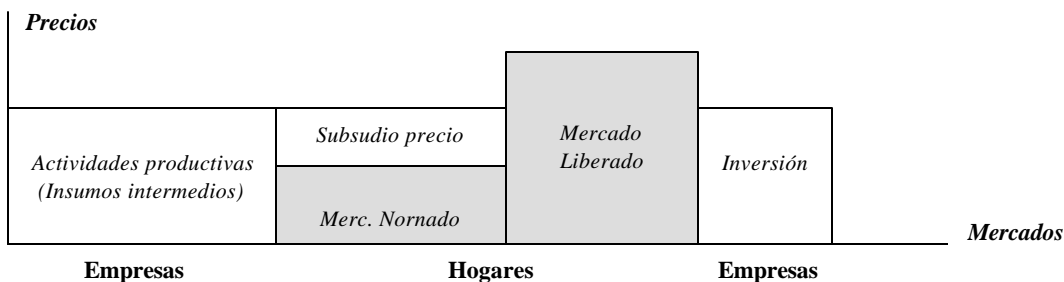 Precios
Subsudio precio
Mercado
Liberado
Actividades productivas
(Insumos intermedios)
Inversión
Merc. Nornado
Mercados
Empresas
Hogares
Empresas